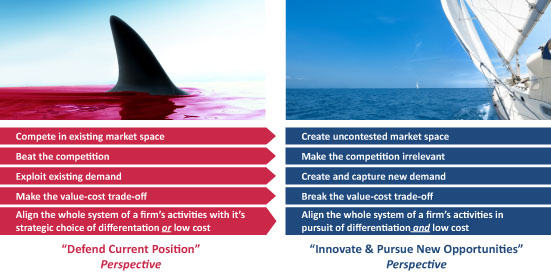 Compete in existing market space
Beat the competition
Exploit existing demand
Make the value-cost trade-off
Align the whole system of a firm's activities with it's
strategic choice of differentation or low cost
"Defend Current Position"
Perspective
Create uncontested market space
Make the competition irrelevant
Create and capture new demand
Break the value-cost trade-off
Align the whole system of a firm's activities in
pursuit of differentiation and low cost
"Innovate & Pursue New Opportunities"
Perspective